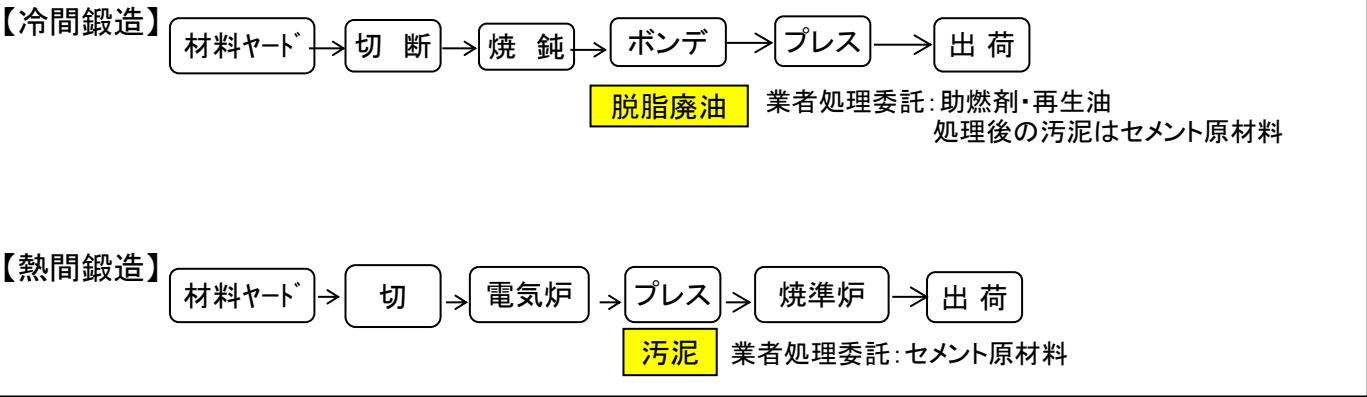 【冷間鍛造】
材料ﾔｰﾄﾞ → 切　断 → 焼　鈍 → ボンデ → プレス → 出 荷
脱脂廃油　業者処理委託：助燃剤・再生油
処理後の汚泥はセメント原材料
【熱間鍛造】
材料ﾔｰﾄﾞ → 切 → 電気炉 → プレス → 焼準炉 → 出 荷
汚泥　業者処理委託：セメント原材料